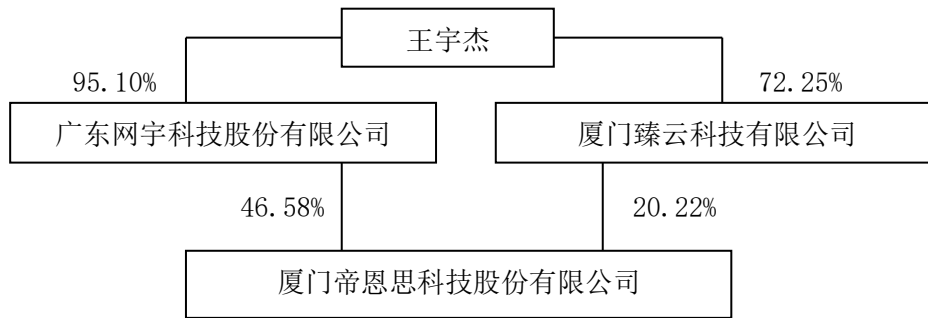 王宇杰
95.10%
72.25%
广东网宇科技股份有限公司
厦门臻云科技有限公司
46.58%
20.22%
厦门帝恩思科技股份有限公司